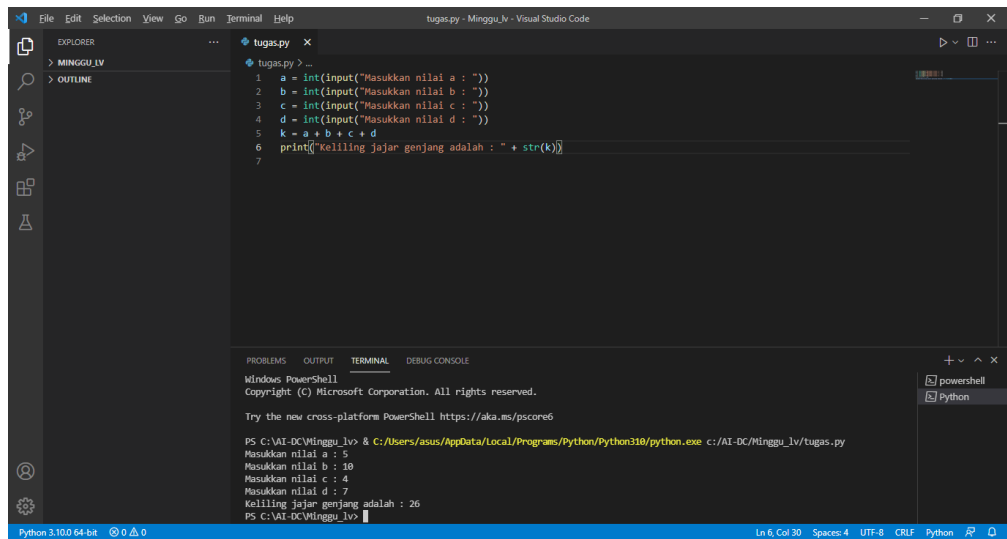 File Edit Selection View Go Run Terminal Help tugas.py - Minggu_lv - Visual Studio Code
EXPLORER ...
> MINGGU_LV
> OUTLINE
tugas.py ×
tugas.py > ...
1 a = int(input("Masukkan nilai a : "))
2 b = int(input("Masukkan nilai b : "))
3 c = int(input("Masukkan nilai c : "))
4 d = int(input("Masukkan nilai d : "))
5 k = a + b + c + d
6 print("Keliling jajar genjang adalah : " + str(k))
7
PROBLEMS OUTPUT TERMINAL DEBUG CONSOLE
Windows PowerShell
Copyright (C) Microsoft Corporation. All rights reserved.
Try the new cross-platform PowerShell https://aka.ms/pscore6
PS C:\AI-DC\Minggu_lv> & C:/Users/asus/AppData/Local/Programs/Python/Python310/python.exe c:/AI-DC/Minggu_lv/tugas.py
Masukkan nilai a : 5
Masukkan nilai b : 10
Masukkan nilai c : 4
Masukkan nilai d : 7
Keliling jajar genjang adalah : 26
PS C:\AI-DC\Minggu_lv>
powershell
Python
Python 3.10.0 64-bit 0 0 Ln 6, Col 30 Spaces: 4 UTF-8 CRLF Python